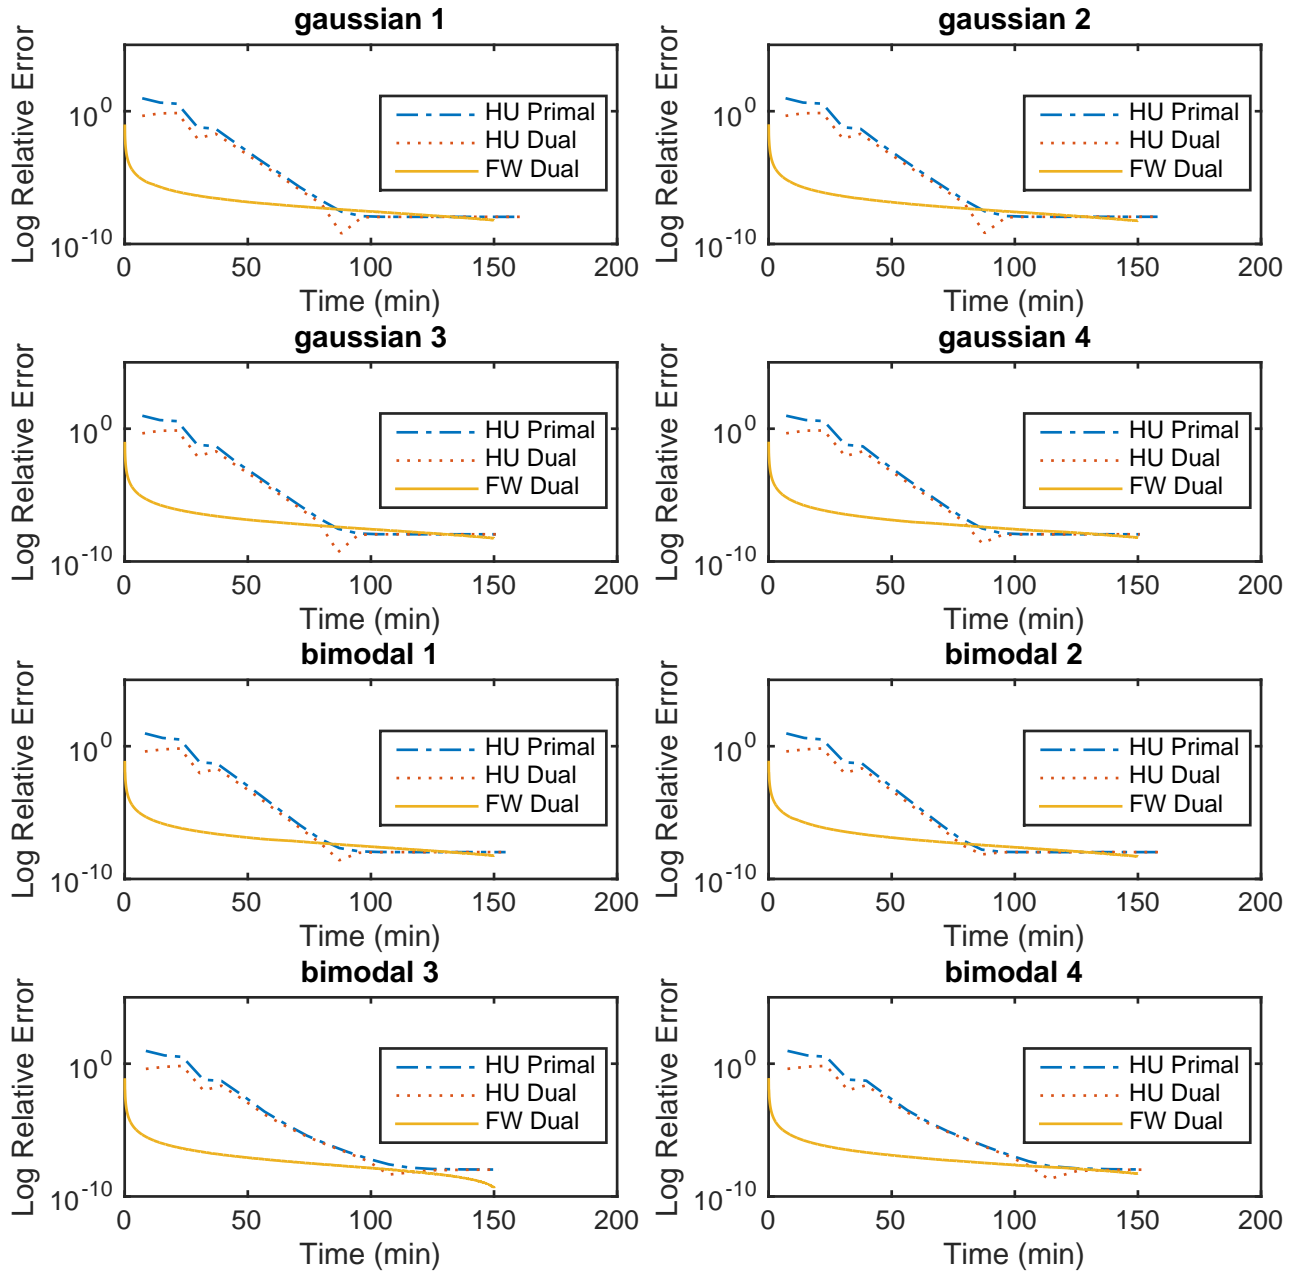 gaussian 1
Log Relative Error
10^0
10^-10
HU Primal
HU Dual
FW Dual
0 50 100 150 200
Time (min)
gaussian 2
Log Relative Error
10^0
10^-10
HU Primal
HU Dual
FW Dual
0 50 100 150 200
Time (min)
gaussian 3
Log Relative Error
10^0
10^-10
HU Primal
HU Dual
FW Dual
0 50 100 150 200
Time (min)
gaussian 4
Log Relative Error
10^0
10^-10
HU Primal
HU Dual
FW Dual
0 50 100 150 200
Time (min)
bimodal 1
Log Relative Error
10^0
10^-10
HU Primal
HU Dual
FW Dual
0 50 100 150 200
Time (min)
bimodal 2
Log Relative Error
10^0
10^-10
HU Primal
HU Dual
FW Dual
0 50 100 150 200
Time (min)
bimodal 3
Log Relative Error
10^0
10^-10
HU Primal
HU Dual
FW Dual
0 50 100 150 200
Time (min)
bimodal 4
Log Relative Error
10^0
10^-10
HU Primal
HU Dual
FW Dual
0 50 100 150 200
Time (min)